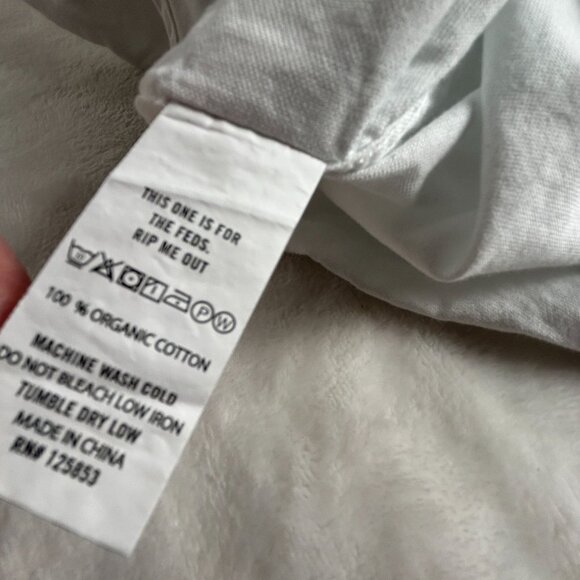 THIS ONE IS FOR
THE FEDS.
RIP ME OUT
P W
100 % ORGANIC COTTON
MACHINE WASH COLD
DO NOT BLEACH LOW IRON
TUMBLE DRY LOW
MADE IN CHINA
RN# 125853